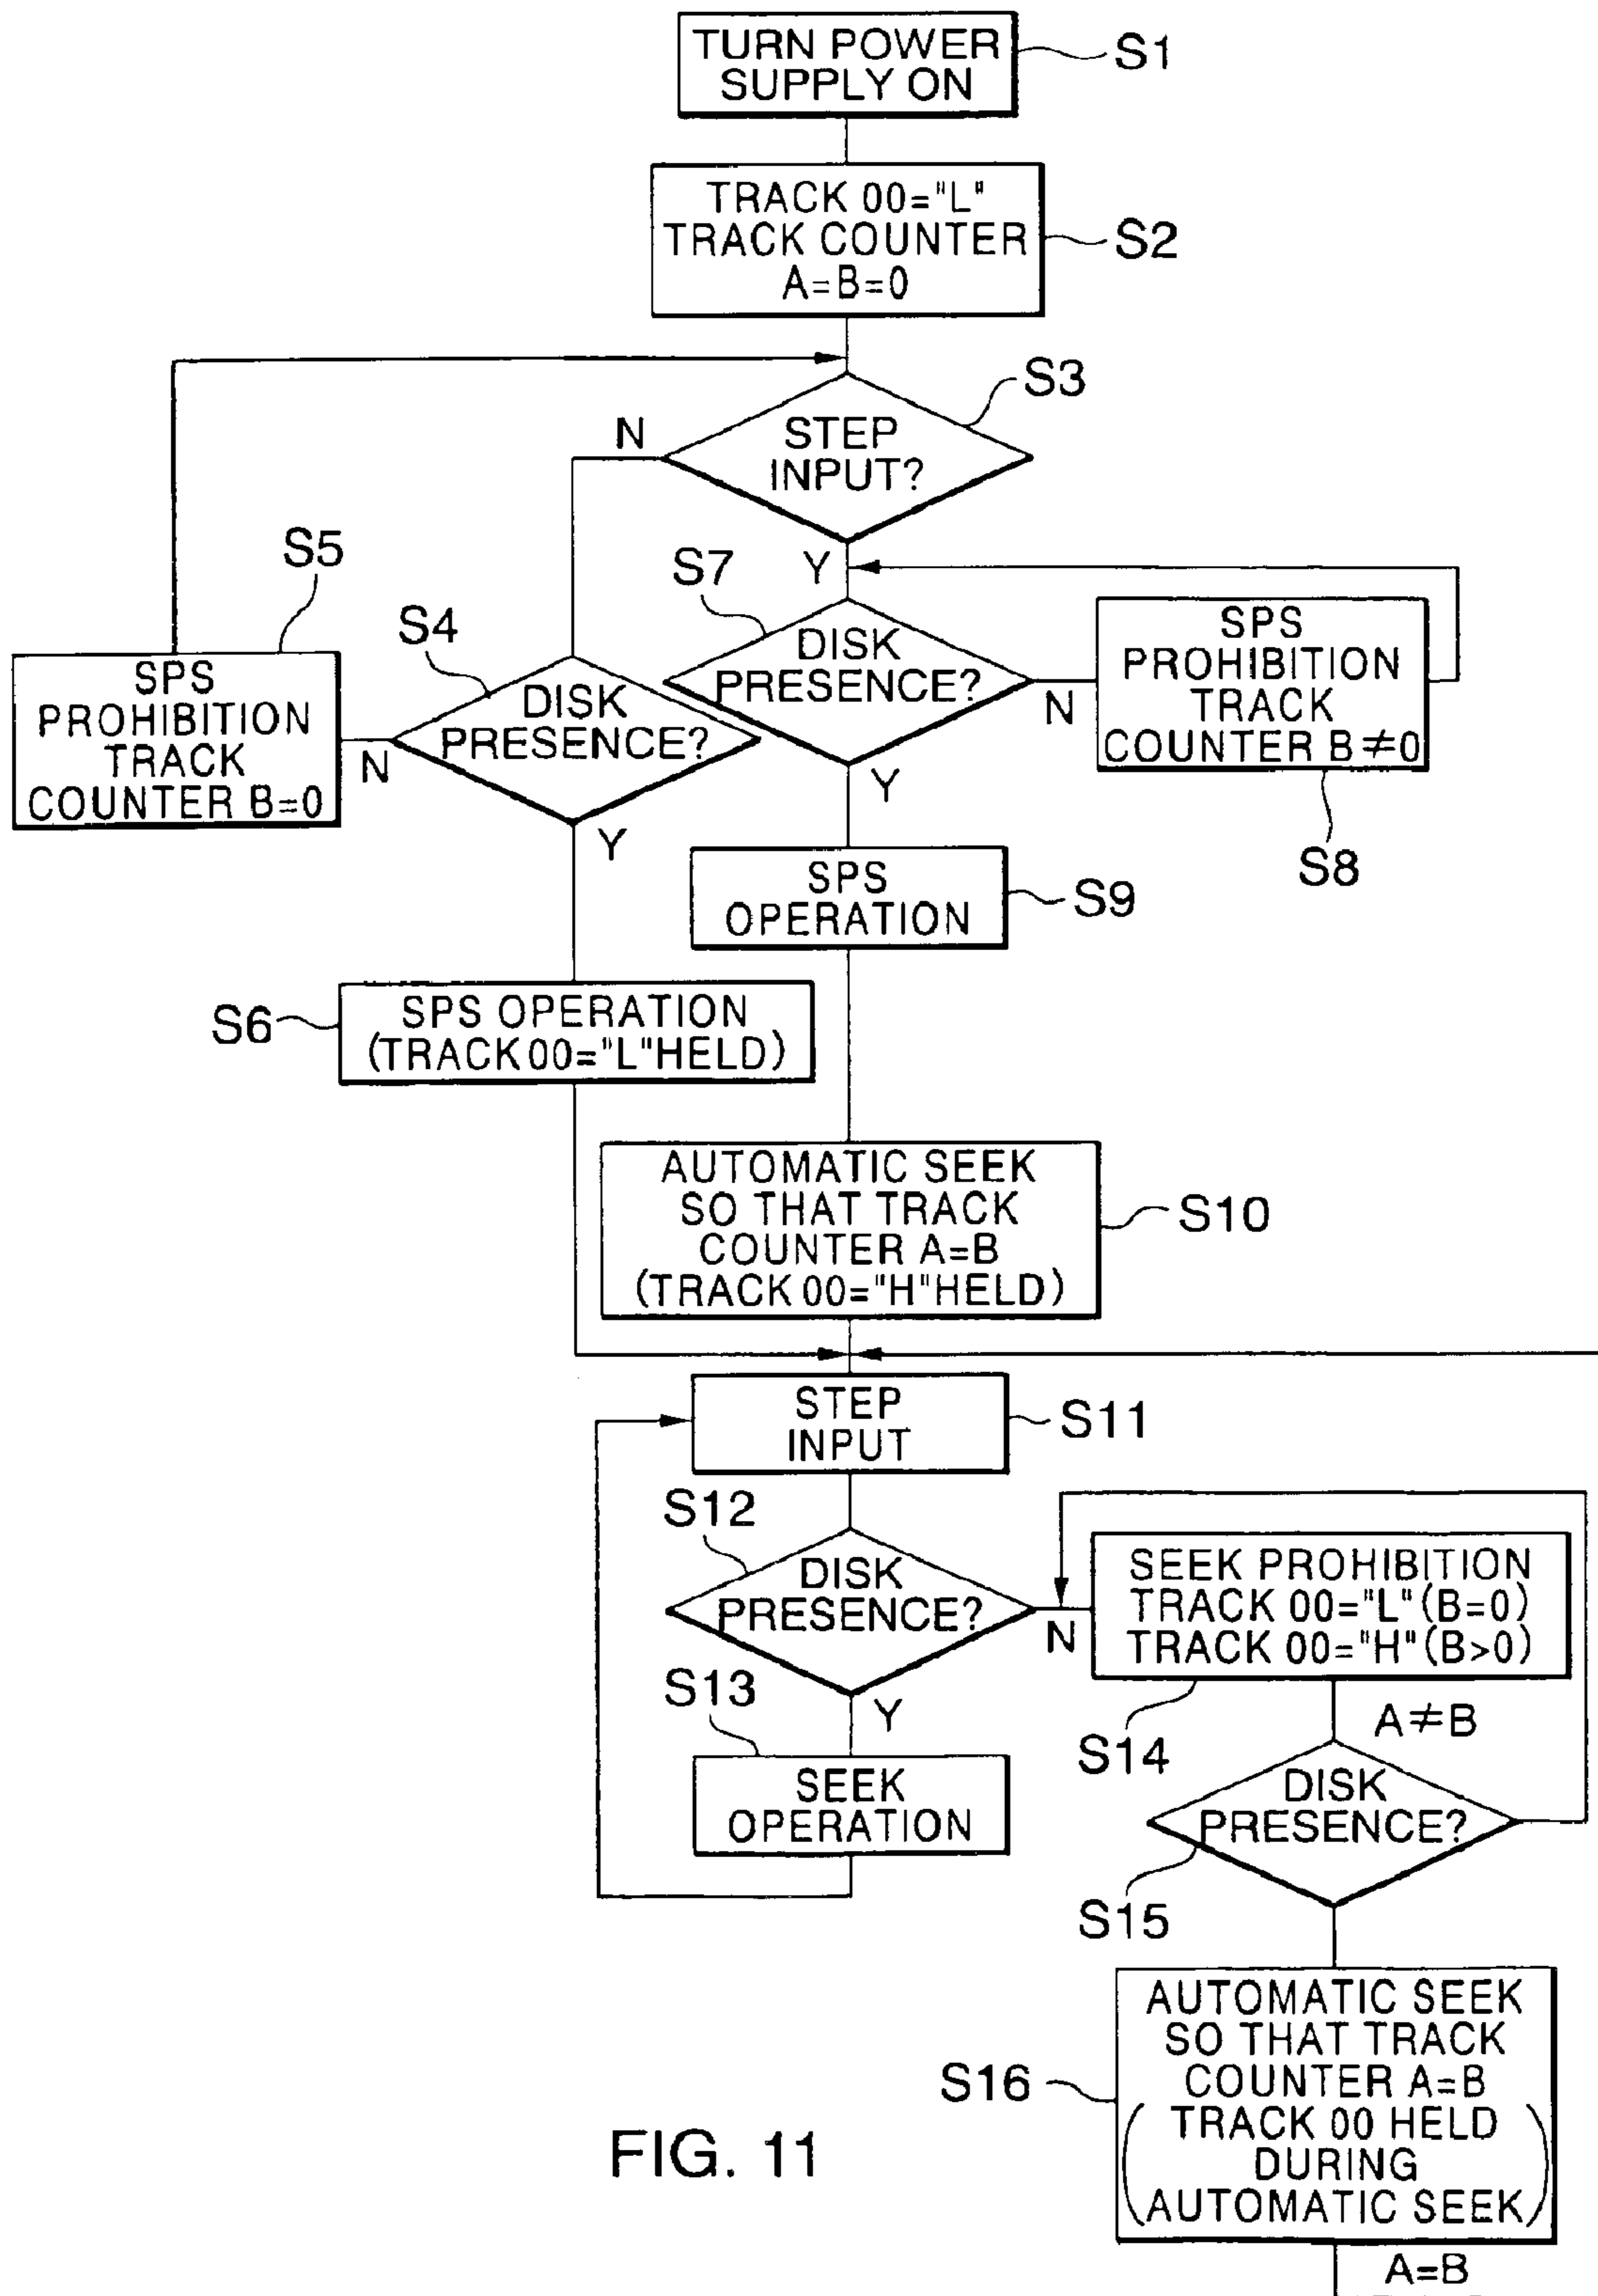 TURN POWER
SUPPLY ON
S1
TRACK 00="L"
TRACK COUNTER
A=B=0
S2
S3
N
STEP
INPUT?
Y
S5
S7
S4
SPS
PROHIBITION
TRACK
COUNTER B=0
N
DISK
PRESENCE?
Y
DISK
PRESENCE?
N
Y
SPS
PROHIBITION
TRACK
COUNTER B≠0
S8
SPS
OPERATION
S9
S6
SPS OPERATION
(TRACK 00="L"HELD)
AUTOMATIC SEEK
SO THAT TRACK
COUNTER A=B
(TRACK 00="H"HELD)
S10
STEP
INPUT
S11
S12
DISK
PRESENCE?
N
Y
S13
SEEK
OPERATION
SEEK PROHIBITION
TRACK 00="L"(B=0)
TRACK 00="H"(B>0)
S14
A≠B
DISK
PRESENCE?
S15
S16
AUTOMATIC SEEK
SO THAT TRACK
COUNTER A=B
(TRACK 00 HELD
DURING
AUTOMATIC SEEK)
A=B
FIG. 11